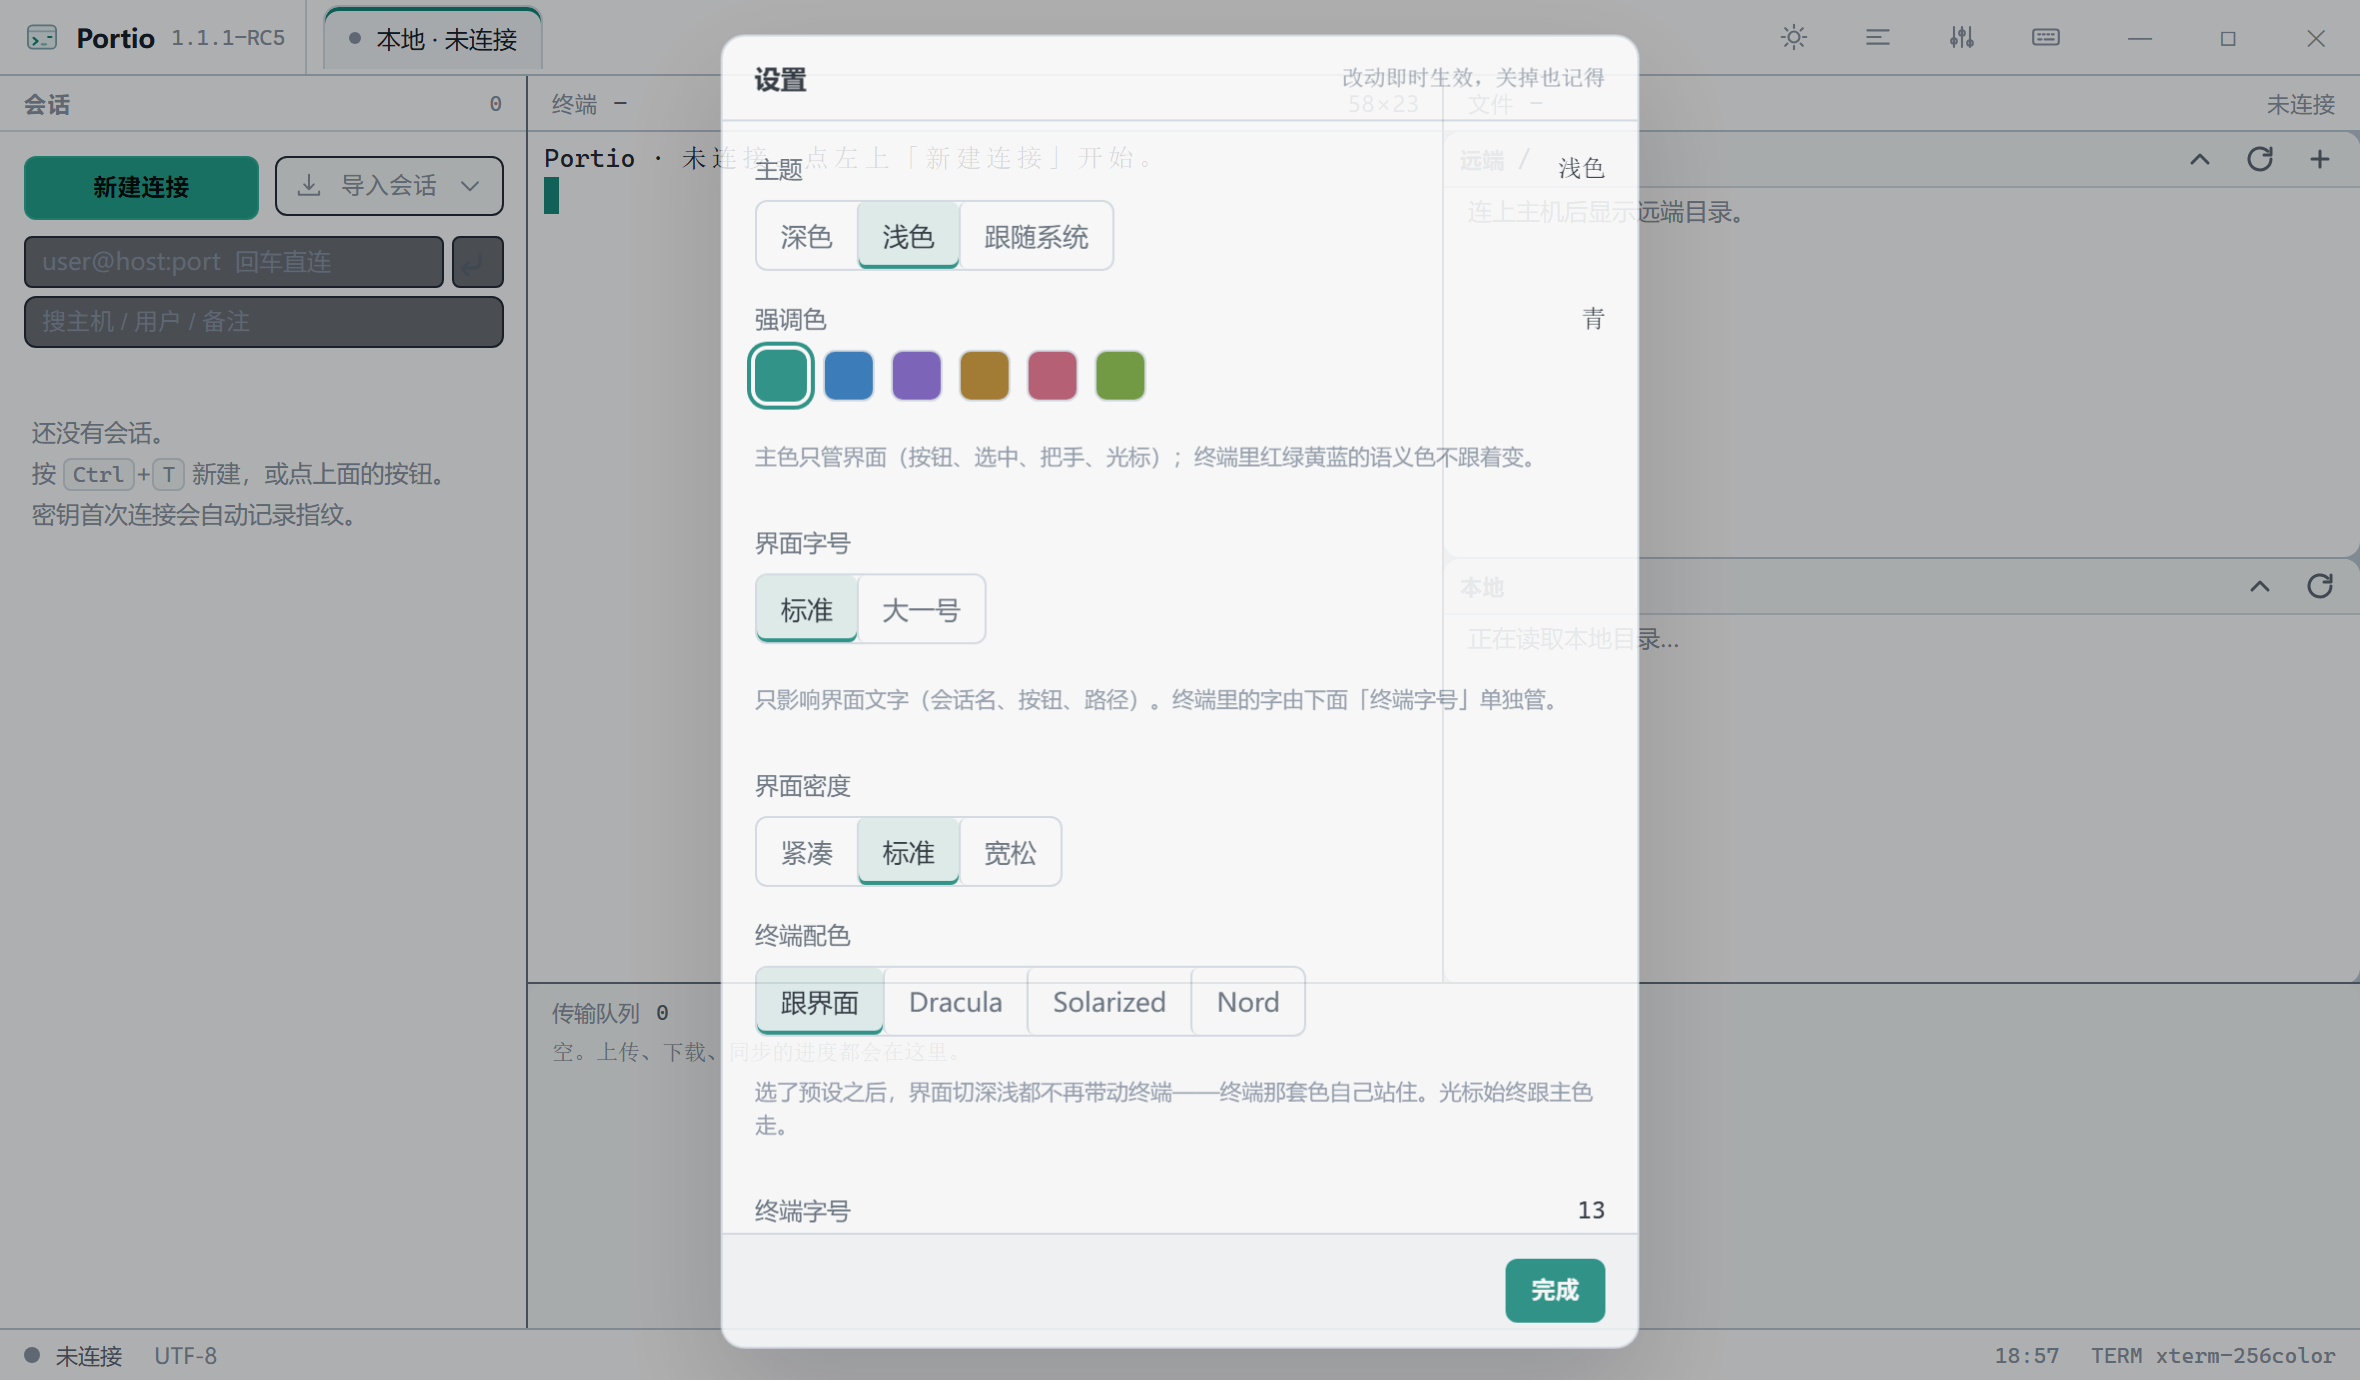 Portio 1.1.1-RC5
本地 · 未连接
会话 0
新建连接
导入会话
user@host:port 回车直连
搜主机 / 用户 / 备注
还没有会话。
按 Ctrl + T 新建，或点上面的按钮。
密钥首次连接会自动记录指纹。
终端 –
58×23
Portio · 未连接 点左上「新建连接」开始。
传输队列 0
空。上传、下载、同步的进度都会在这里。
设置
改动即时生效，关掉也记得
主题 浅色
深色 浅色 跟随系统
强调色 青
主色只管界面（按钮、选中、把手、光标）；终端里红绿黄蓝的语义色不跟着变。
界面字号
标准 大一号
只影响界面文字（会话名、按钮、路径）。终端里的字由下面「终端字号」单独管。
界面密度
紧凑 标准 宽松
终端配色
跟界面 Dracula Solarized Nord
选了预设之后，界面切深浅都不再带动终端——终端那套色自己站住。光标始终跟主色
走。
终端字号 13
完成
文件 –
未连接
远端 /
连上主机后显示远端目录。
本地
正在读取本地目录...
未连接 UTF-8
18:57 TERM xterm-256color